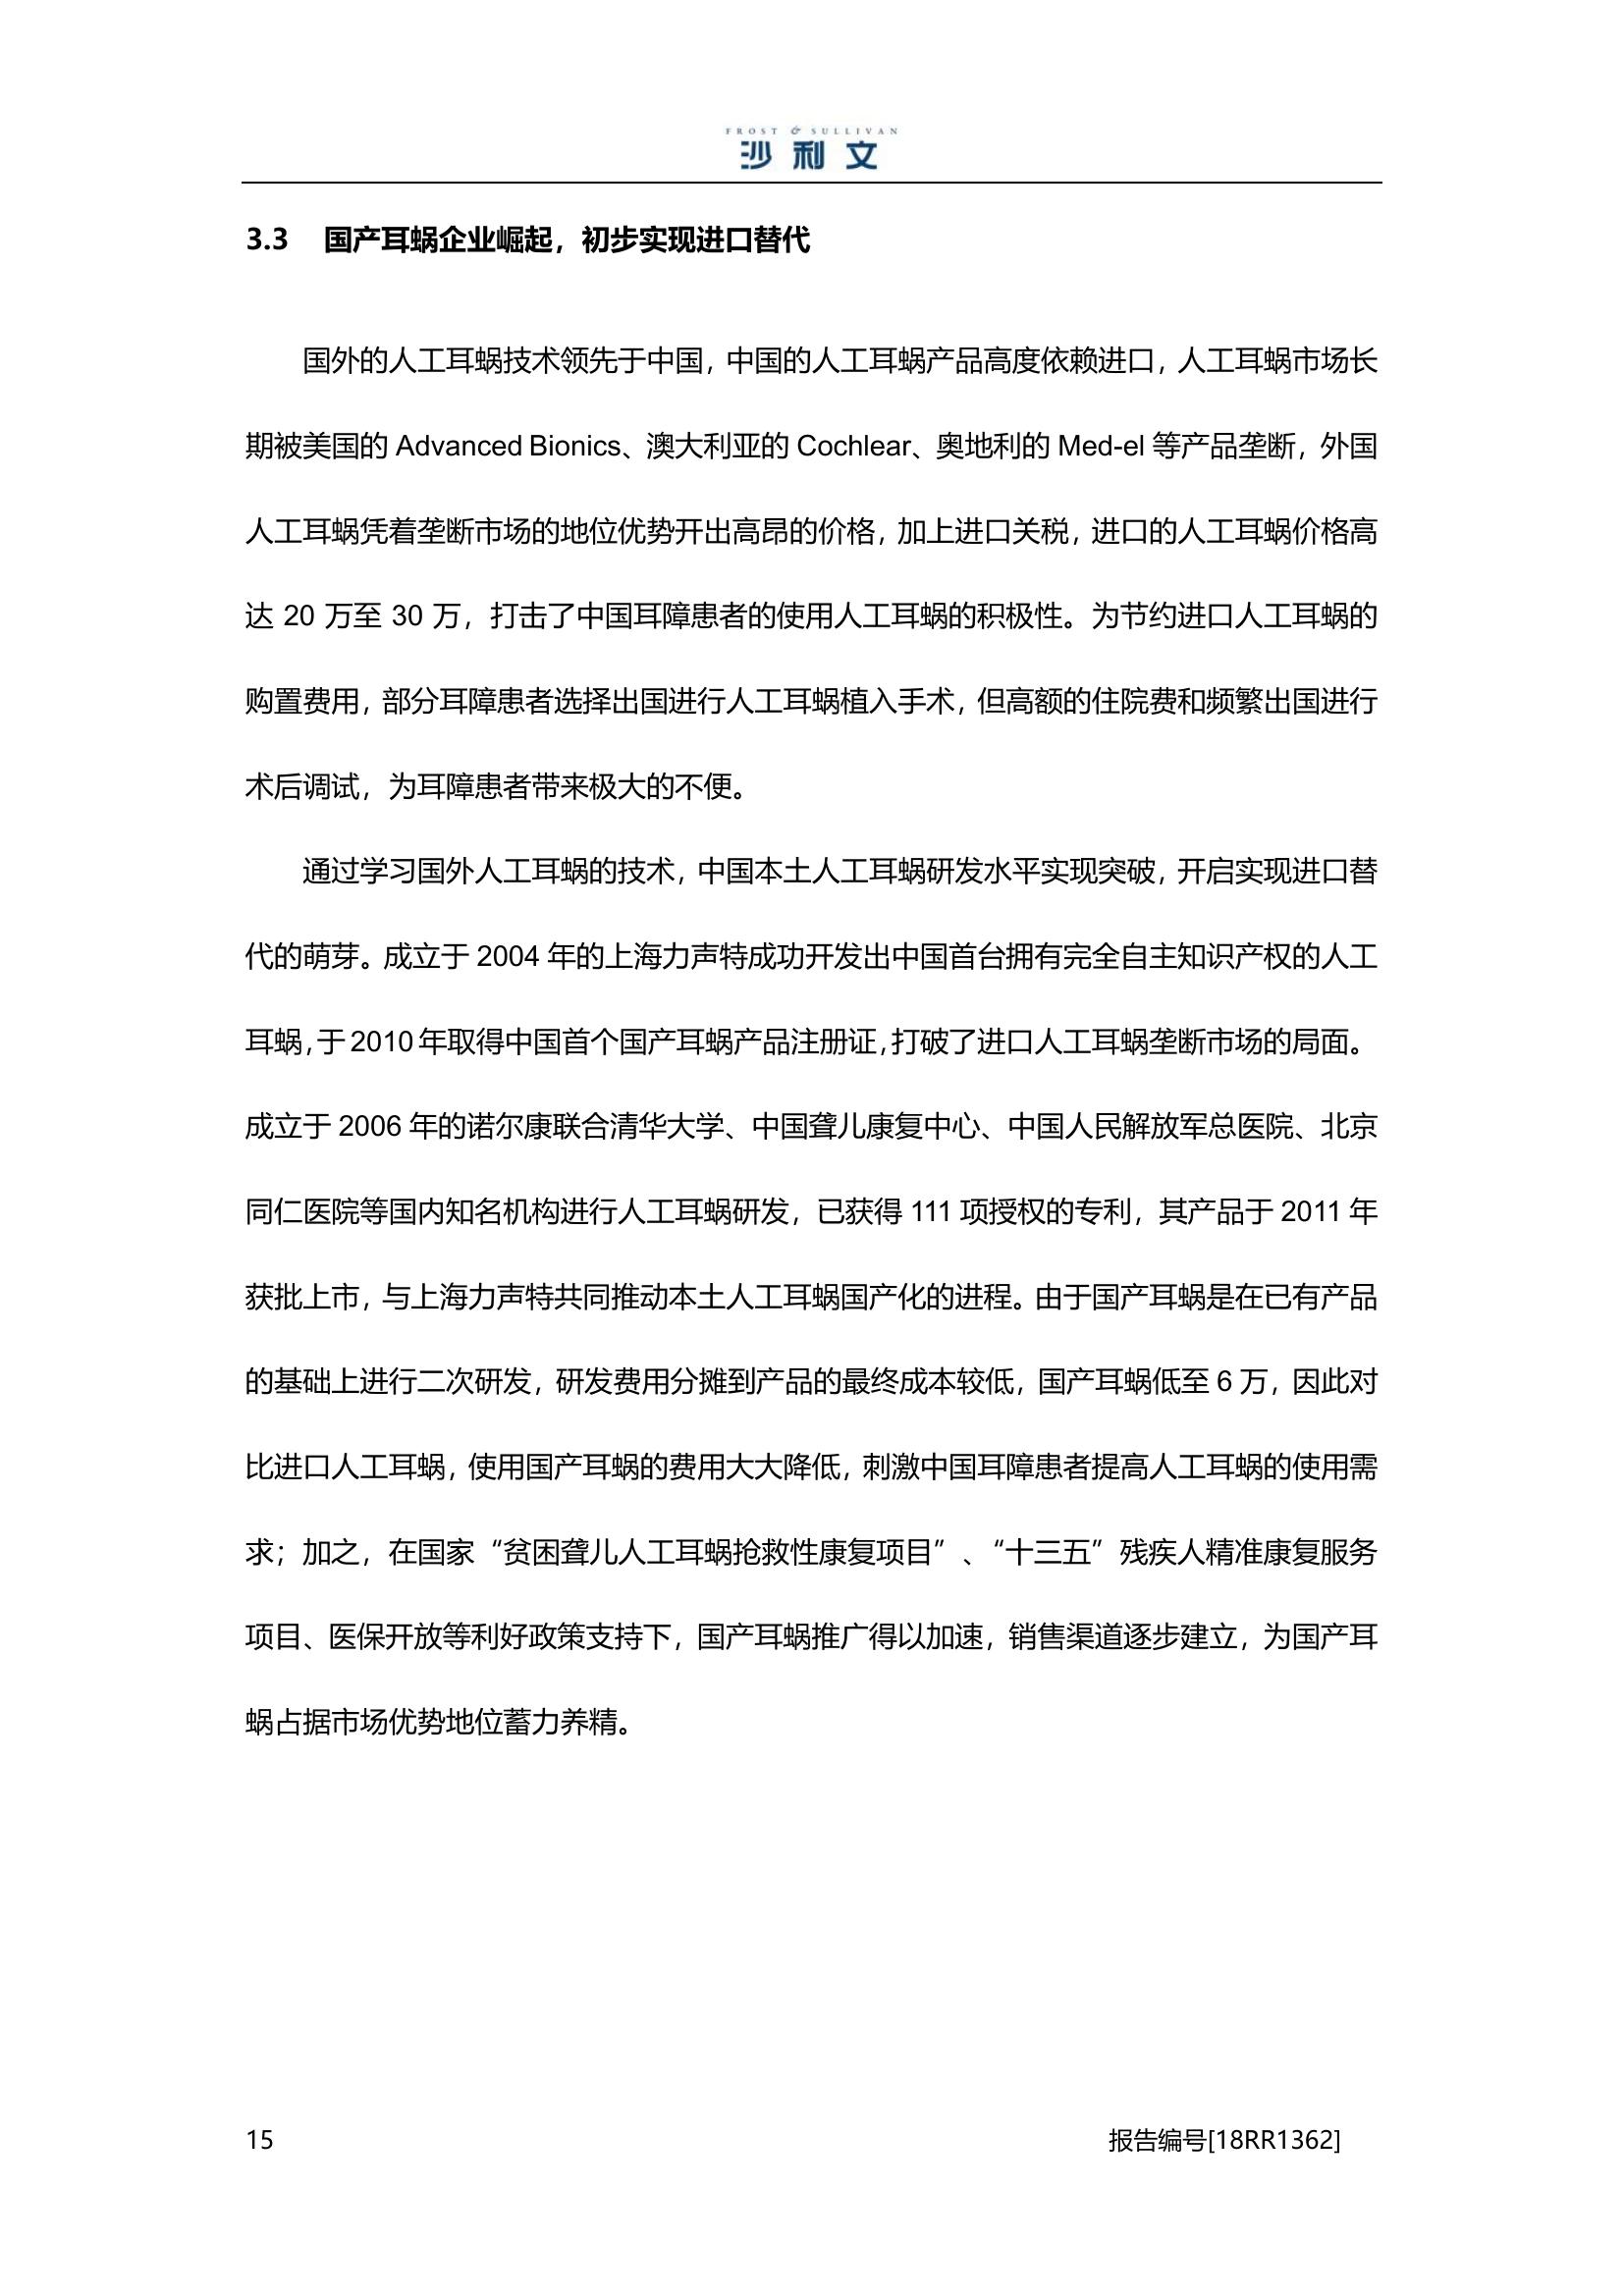 FROST & SULLIVAN
沙利文
3.3 国产耳蜗企业崛起，初步实现进口替代
国外的人工耳蜗技术领先于中国，中国的人工耳蜗产品高度依赖进口，人工耳蜗市场长
期被美国的 Advanced Bionics、澳大利亚的 Cochlear、奥地利的 Med-el 等产品垄断，外国
人工耳蜗凭着垄断市场的地位优势开出高昂的价格，加上进口关税，进口的人工耳蜗价格高
达 20 万至 30 万，打击了中国耳障患者的使用人工耳蜗的积极性。为节约进口人工耳蜗的
购置费用，部分耳障患者选择出国进行人工耳蜗植入手术，但高额的住院费和频繁出国进行
术后调试，为耳障患者带来极大的不便。
通过学习国外人工耳蜗的技术，中国本土人工耳蜗研发水平实现突破，开启实现进口替
代的萌芽。成立于 2004 年的上海力声特成功开发出中国首台拥有完全自主知识产权的人工
耳蜗，于 2010 年取得中国首个国产耳蜗产品注册证，打破了进口人工耳蜗垄断市场的局面。
成立于 2006 年的诺尔康联合清华大学、中国聋儿康复中心、中国人民解放军总医院、北京
同仁医院等国内知名机构进行人工耳蜗研发，已获得 111 项授权的专利，其产品于 2011 年
获批上市，与上海力声特共同推动本土人工耳蜗国产化的进程。由于国产耳蜗是在已有产品
的基础上进行二次研发，研发费用分摊到产品的最终成本较低，国产耳蜗低至 6 万，因此对
比进口人工耳蜗，使用国产耳蜗的费用大大降低，刺激中国耳障患者提高人工耳蜗的使用需
求；加之，在国家“贫困聋儿人工耳蜗抢救性康复项目”、“十三五”残疾人精准康复服务
项目、医保开放等利好政策支持下，国产耳蜗推广得以加速，销售渠道逐步建立，为国产耳
蜗占据市场优势地位蓄力养精。
15 报告编号[18RR1362]